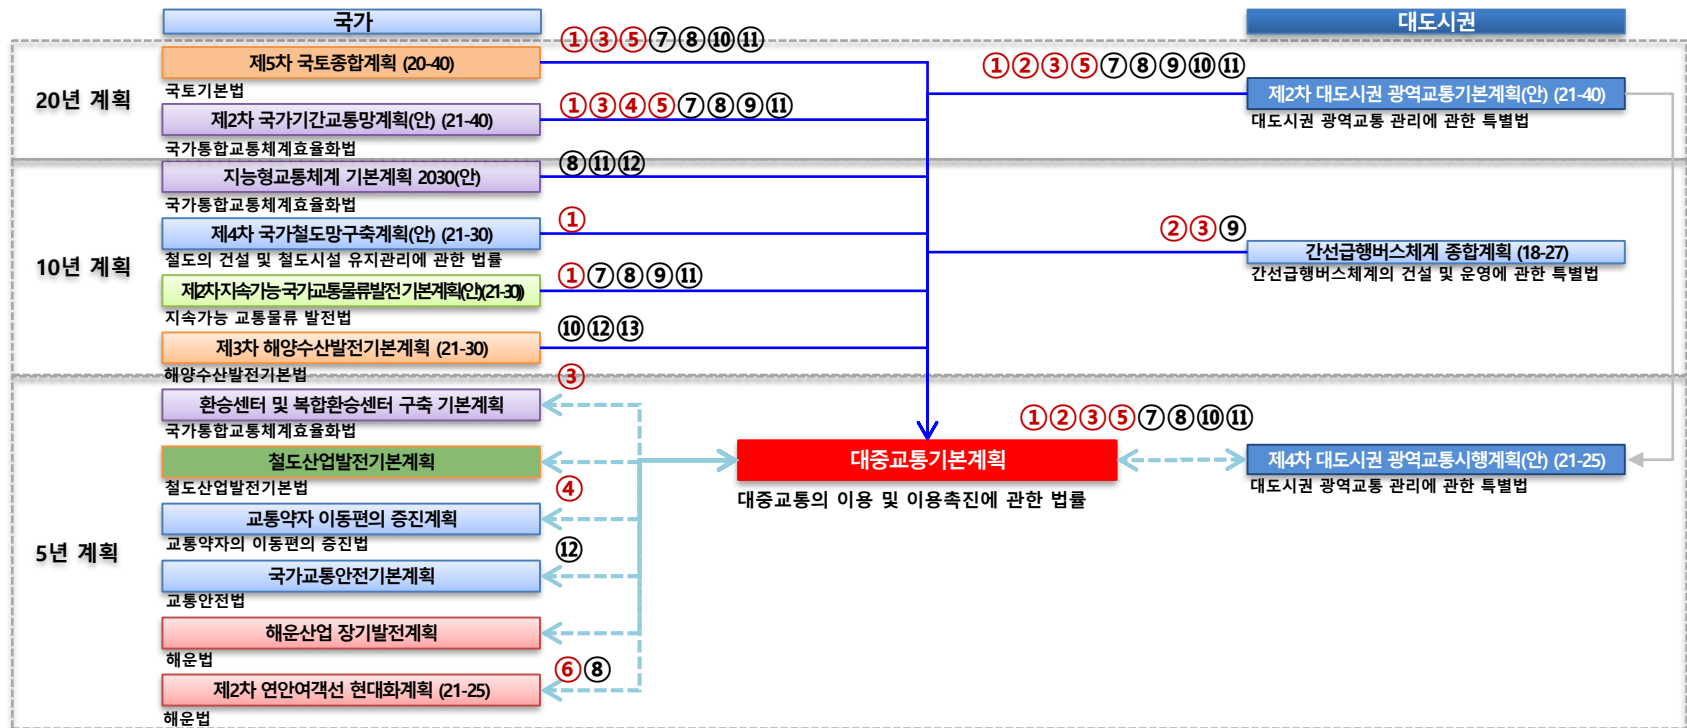 국가
대도시권
20년 계획
①③⑤⑦⑧⑩⑪
제5차 국토종합계획 (20-40)
국토기본법
①③④⑤⑦⑧⑨⑪
제2차 국가기간교통망계획(안) (21-40)
국가통합교통체계효율화법
①②③⑤⑦⑧⑨⑩⑪
제2차 대도시권 광역교통기본계획(안) (21-40)
대도시권 광역교통 관리에 관한 특별법
10년 계획
⑧⑪⑫
지능형교통체계 기본계획 2030(안)
국가통합교통체계효율화법
①
제4차 국가철도망구축계획(안) (21-30)
철도의 건설 및 철도시설 유지관리에 관한 법률
①⑦⑧⑨⑪
제2차지속가능국가교통물류발전기본계획(안)(21-30)
지속가능 교통물류 발전법
⑩⑫⑬
제3차 해양수산발전기본계획 (21-30)
해양수산발전기본법
②③⑨
간선급행버스체계 종합계획 (18-27)
간선급행버스체계의 건설 및 운영에 관한 특별법
5년 계획
③
환승센터 및 복합환승센터 구축 기본계획
국가통합교통체계효율화법
철도산업발전기본계획
철도산업발전기본법
④
교통약자 이동편의 증진계획
교통약자의 이동편의 증진법
⑫
국가교통안전기본계획
교통안전법
해운산업 장기발전계획
해운법
⑥⑧
제2차 연안여객선 현대화계획 (21-25)
해운법
대중교통기본계획
대중교통의 이용 및 이용촉진에 관한 법률
①②③⑤⑦⑧⑩⑪
제4차 대도시권 광역교통시행계획(안) (21-25)
대도시권 광역교통 관리에 관한 특별법